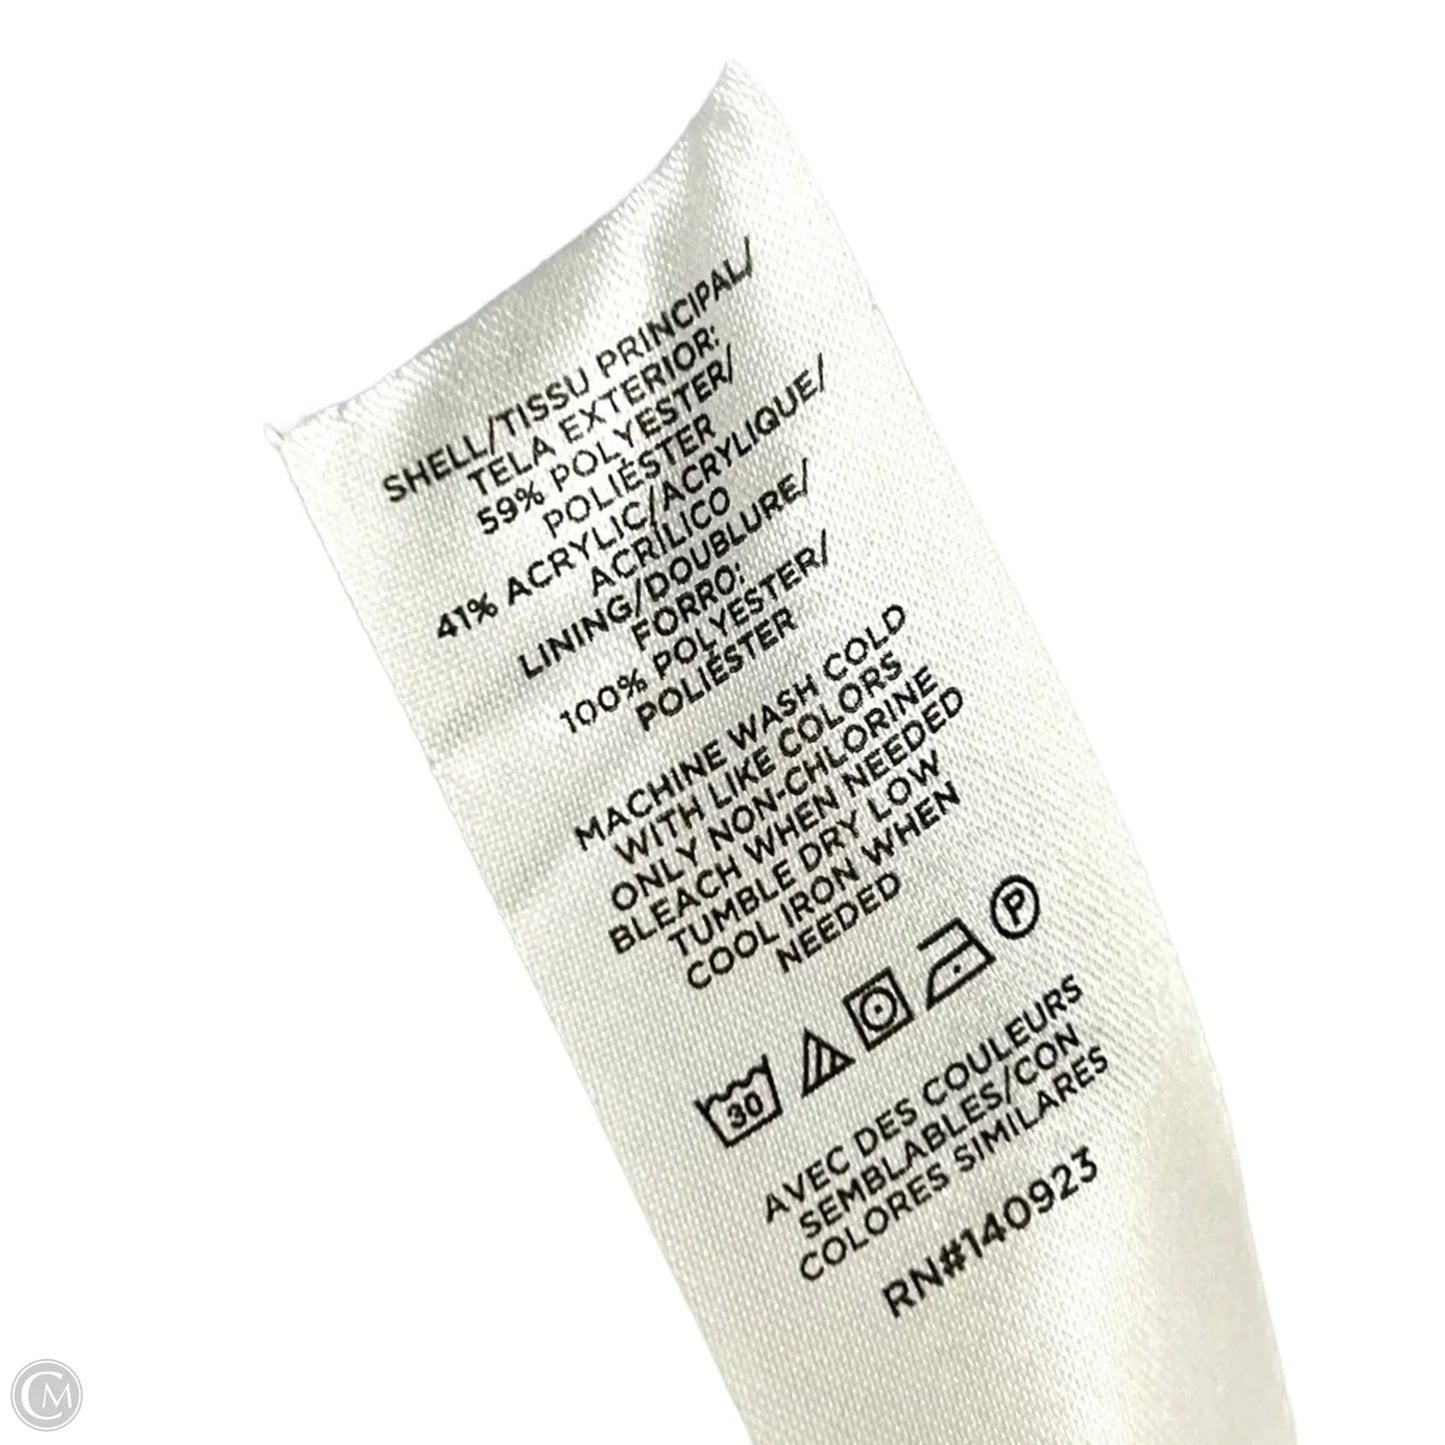 SHELL/TISSU PRINCIPAL/
TELA EXTERIOR:
59% POLYESTER/
POLIÉSTER
41% ACRYLIC/ACRYLIQUE/
ACRÍLICO
LINING/DOUBLURE/
FORRO:
100% POLYESTER/
POLIÉSTER
MACHINE WASH COLD
WITH LIKE COLORS
ONLY NON-CHLORINE
BLEACH WHEN NEEDED
TUMBLE DRY LOW
COOL IRON WHEN
NEEDED
30 P
AVEC DES COULEURS
SEMBLABLES/CON
COLORES SIMILARES
RN#140923
CM